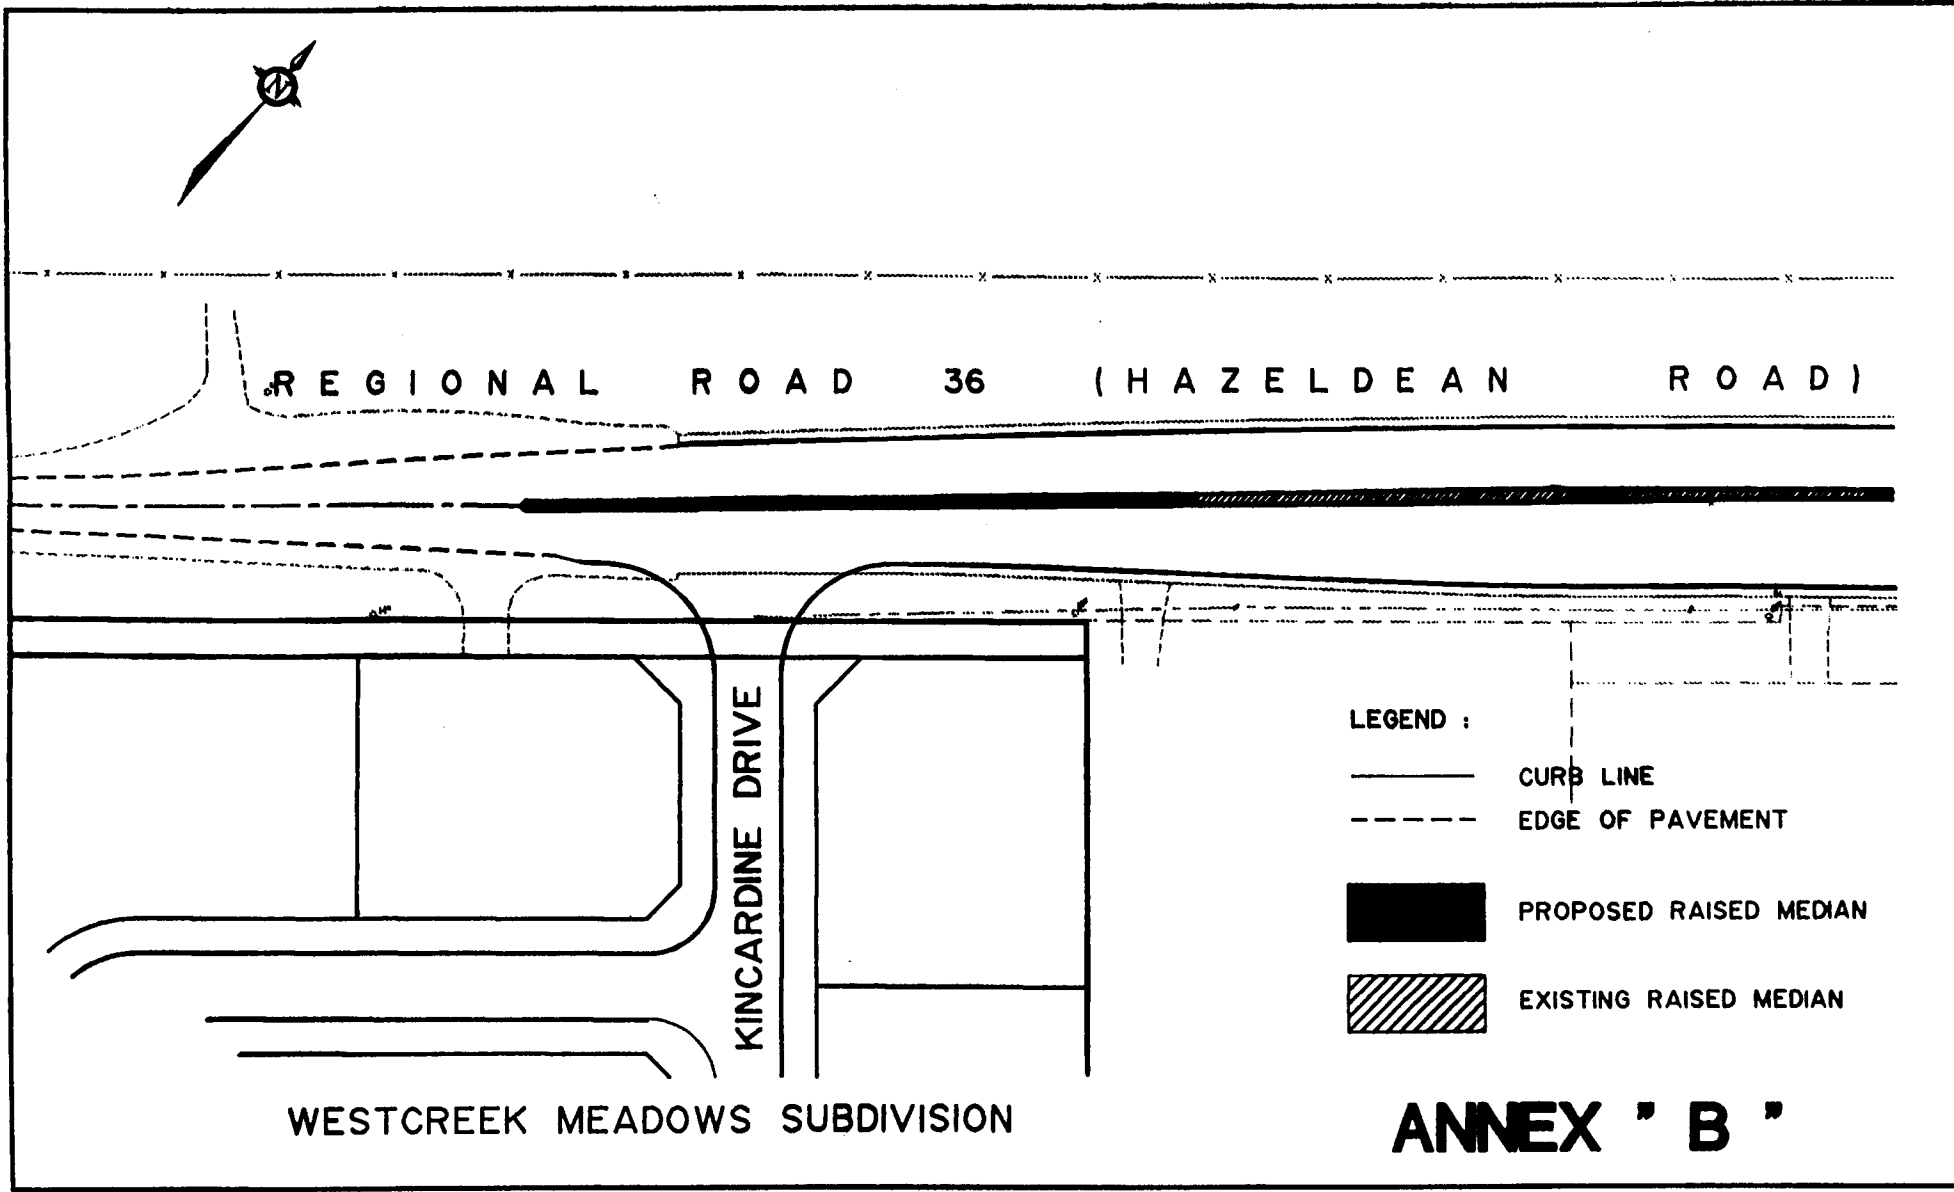 N
REGIONAL ROAD 36 (HAZELDEAN ROAD)
KINCARDINE DRIVE
LEGEND :
CURB LINE
EDGE OF PAVEMENT
PROPOSED RAISED MEDIAN
EXISTING RAISED MEDIAN
WESTCREEK MEADOWS SUBDIVISION
ANNEX " B "